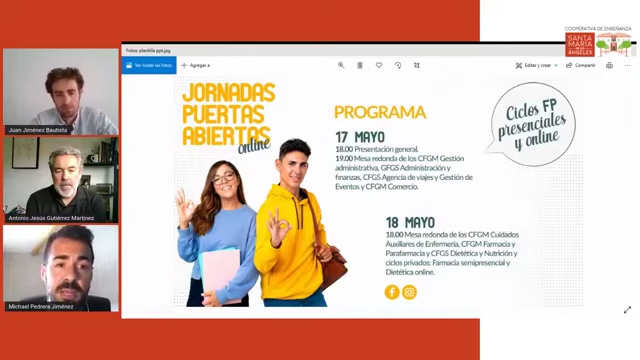 COOPERATIVA DE ENSEÑANZA
SANTA
MARIA
DE LOS
ÁNGELES
Fotos plantilla ppt.jpg
Ver todas las fotos
Agregar a
Editar y crear
Compartir
JORNADAS
PUERTAS
ABIERTAS
online
PROGRAMA
Ciclos FP
presenciales
y online
17 MAYO
18.00 Presentación general.
19.00 Mesa redonda de los CFGM Gestión
administrativa, GFGS Administración y
finanzas, CFGS Agencia de viajes y Gestión de
Eventos y CFGM Comercio.
18 MAYO
18.00 Mesa redonda de los CFGM Cuidados
Auxiliares de Enfermería, CFGM Farmacia y
Parafarmacia y CFGS Dietética y Nutrición y
ciclos privados: Farmacia semipresencial y
Dietética online.
Juan Jiménez Bautista
Antonio Jesús Gutiérrez Martínez
Michael Pedrera Jiménez